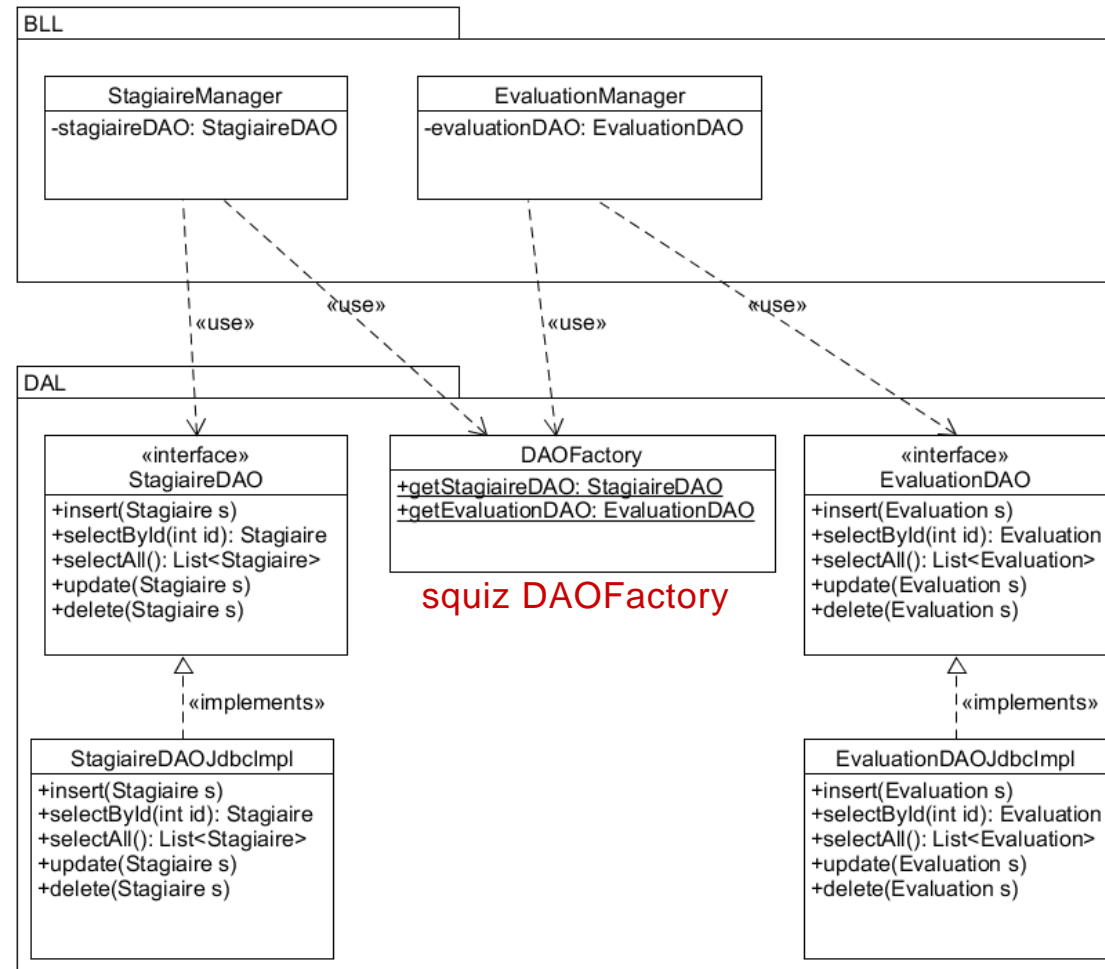 BLL
StagiaireManager
-stagiaireDAO: StagiaireDAO
EvaluationManager
-evaluationDAO: EvaluationDAO
«use»
«use»
«use»
«use»
DAL
«interface»
StagiaireDAO
+insert(Stagiaire s)
+selectById(int id): Stagiaire
+selectAll(): List<Stagiaire>
+update(Stagiaire s)
+delete(Stagiaire s)
DAOFactory
+getStagiaireDAO: StagiaireDAO
+getEvaluationDAO: EvaluationDAO
squiz DAOFactory
«interface»
EvaluationDAO
+insert(Evaluation s)
+selectById(int id): Evaluation
+selectAll(): List<Evaluation>
+update(Evaluation s)
+delete(Evaluation s)
«implements»
«implements»
StagiaireDAOJdbcImpl
+insert(Stagiaire s)
+selectById(int id): Stagiaire
+selectAll(): List<Stagiaire>
+update(Stagiaire s)
+delete(Stagiaire s)
EvaluationDAOJdbcImpl
+insert(Evaluation s)
+selectById(int id): Evaluation
+selectAll(): List<Evaluation>
+update(Evaluation s)
+delete(Evaluation s)